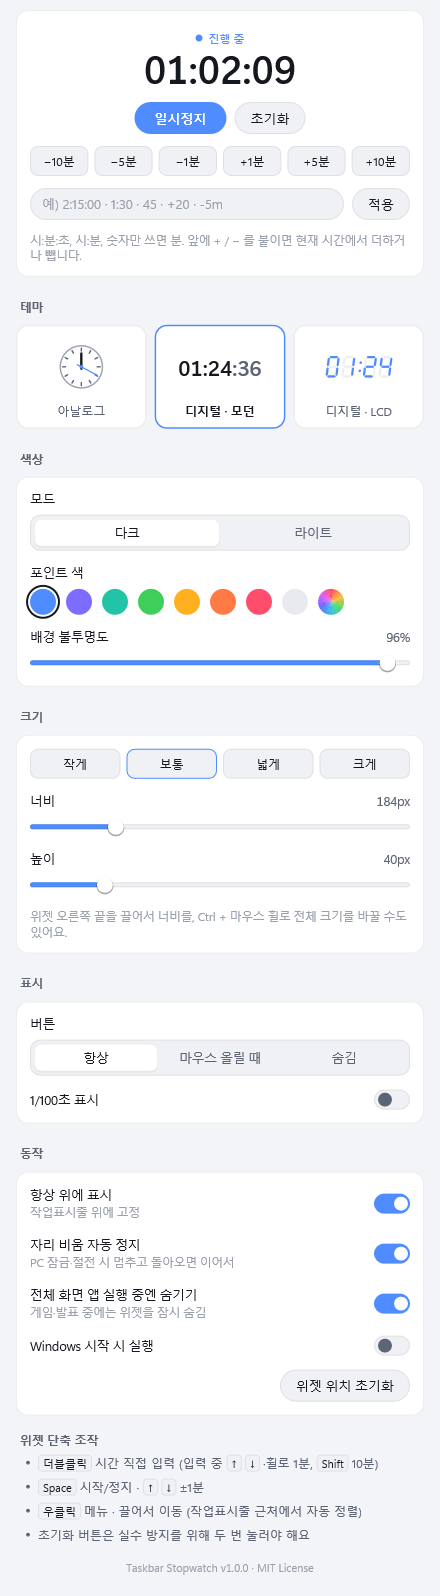 진행 중
01:02:09
일시정지 초기화
−10분 −5분 −1분 +1분 +5분 +10분
예) 2:15:00 · 1:30 · 45 · +20 · -5m 적용
시:분:초, 시:분, 숫자만 쓰면 분. 앞에 + / − 를 붙이면 현재 시간에서 더하거
나 뺍니다.
테마
01:24:36 01:24
아날로그 디지털 · 모던 디지털 · LCD
색상
모드
다크 라이트
포인트 색
배경 불투명도 96%
크기
작게 보통 넓게 크게
너비 184px
높이 40px
위젯 오른쪽 끝을 끌어서 너비를, Ctrl + 마우스 휠로 전체 크기를 바꿀 수도
있어요.
표시
버튼
항상 마우스 올릴 때 숨김
1/100초 표시
동작
항상 위에 표시
작업표시줄 위에 고정
자리 비움 자동 정지
PC 잠금·절전 시 멈추고 돌아오면 이어서
전체 화면 앱 실행 중엔 숨기기
게임·발표 중에는 위젯을 잠시 숨김
Windows 시작 시 실행
위젯 위치 초기화
위젯 단축 조작
• 더블클릭 시간 직접 입력 (입력 중 ↑ ↓ ·휠로 1분, Shift 10분)
• Space 시작/정지 · ↑ ↓ ±1분
• 우클릭 메뉴 · 끌어서 이동 (작업표시줄 근처에서 자동 정렬)
• 초기화 버튼은 실수 방지를 위해 두 번 눌러야 해요
Taskbar Stopwatch v1.0.0 · MIT License